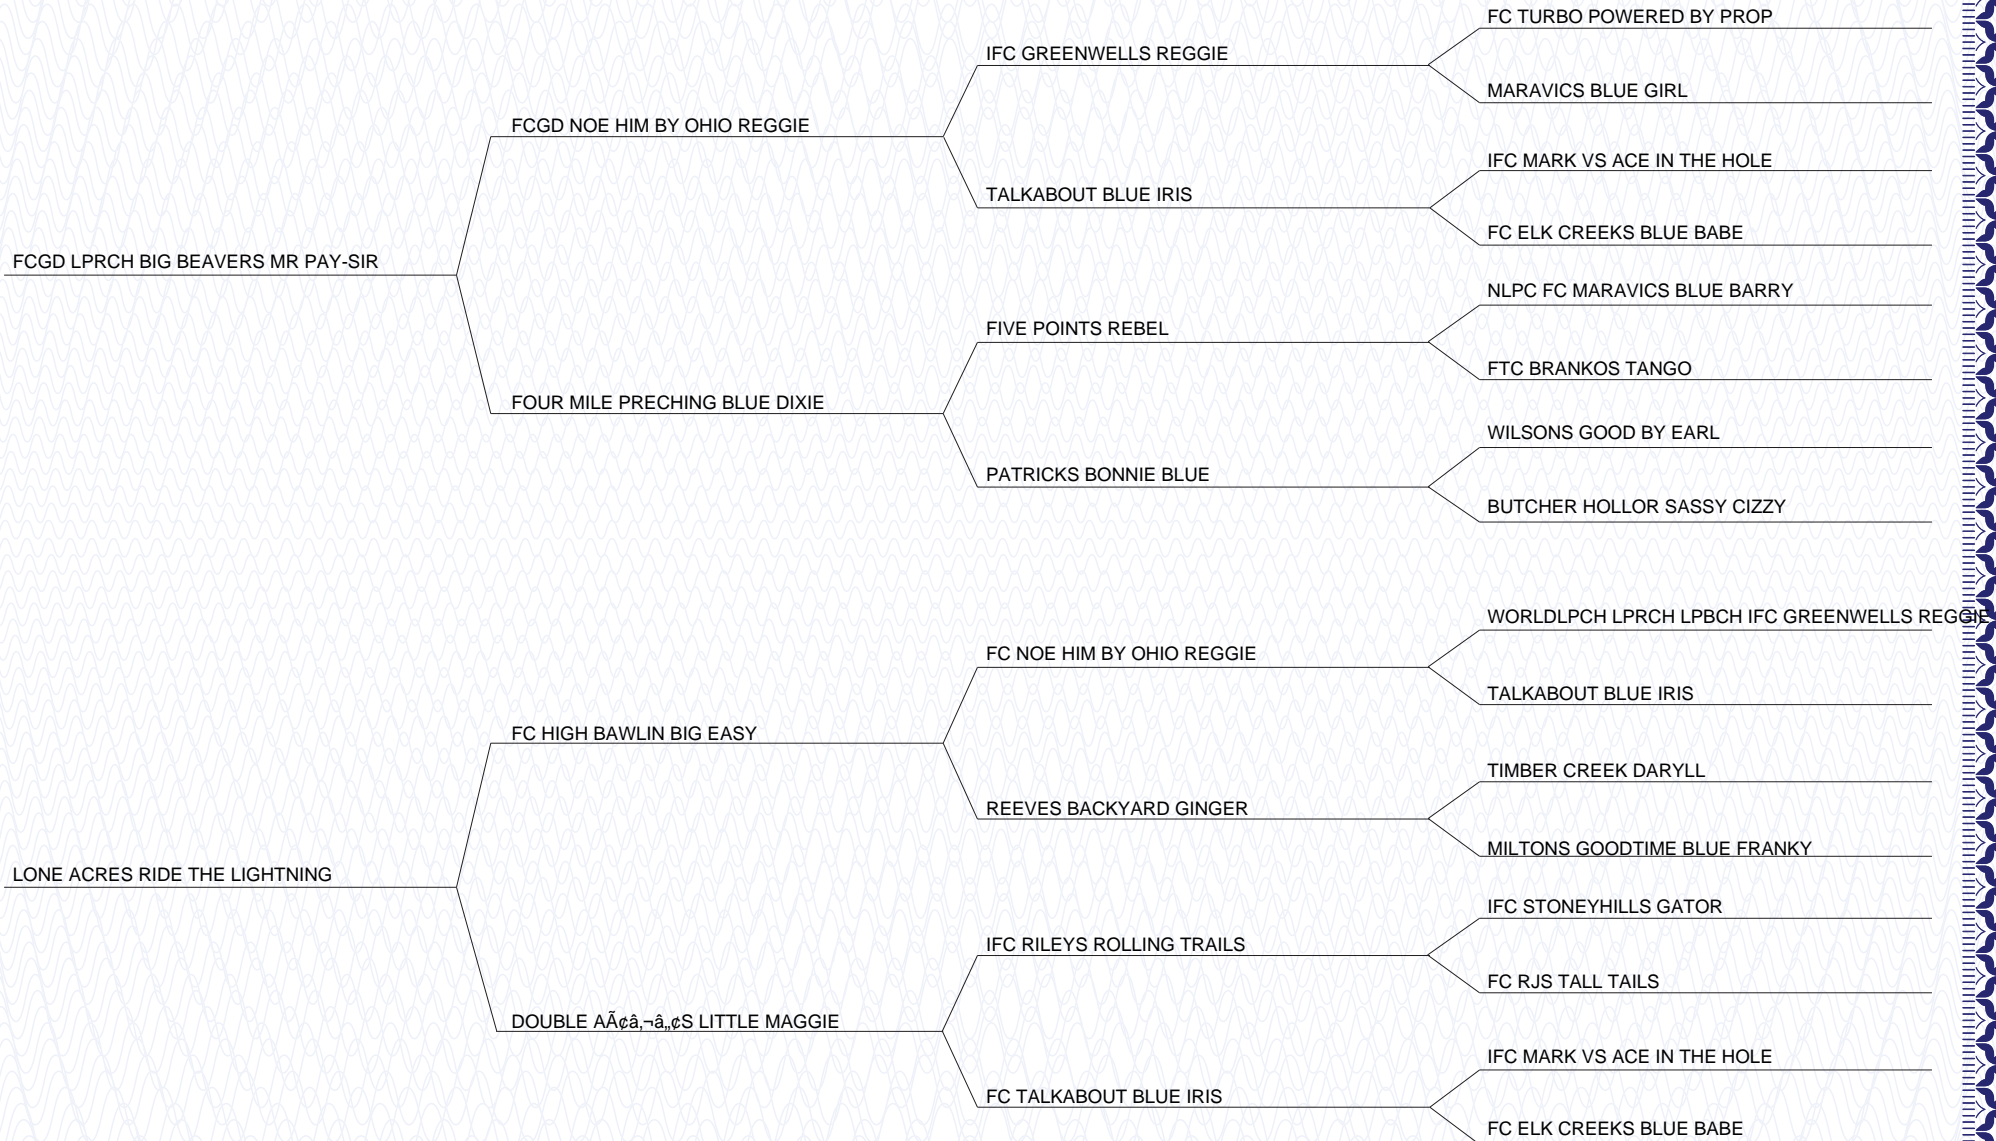 FC TURBO POWERED BY PROP
IFC GREENWELLS REGGIE
MARAVICS BLUE GIRL
FCGD NOE HIM BY OHIO REGGIE
IFC MARK VS ACE IN THE HOLE
TALKABOUT BLUE IRIS
FC ELK CREEKS BLUE BABE
FCGD LPRCH BIG BEAVERS MR PAY-SIR
NLPC FC MARAVICS BLUE BARRY
FIVE POINTS REBEL
FTC BRANKOS TANGO
FOUR MILE PRECHING BLUE DIXIE
WILSONS GOOD BY EARL
PATRICKS BONNIE BLUE
BUTCHER HOLLOR SASSY CIZZY
WORLDLPCH LPRCH LPBCH IFC GREENWELLS REGGIE
FC NOE HIM BY OHIO REGGIE
TALKABOUT BLUE IRIS
FC HIGH BAWLIN BIG EASY
TIMBER CREEK DARYLL
REEVES BACKYARD GINGER
MILTONS GOODTIME BLUE FRANKY
LONE ACRES RIDE THE LIGHTNING
IFC STONEYHILLS GATOR
IFC RILEYS ROLLING TRAILS
FC RJS TALL TAILS
DOUBLE AÃ¢â‚¬â„¢S LITTLE MAGGIE
IFC MARK VS ACE IN THE HOLE
FC TALKABOUT BLUE IRIS
FC ELK CREEKS BLUE BABE